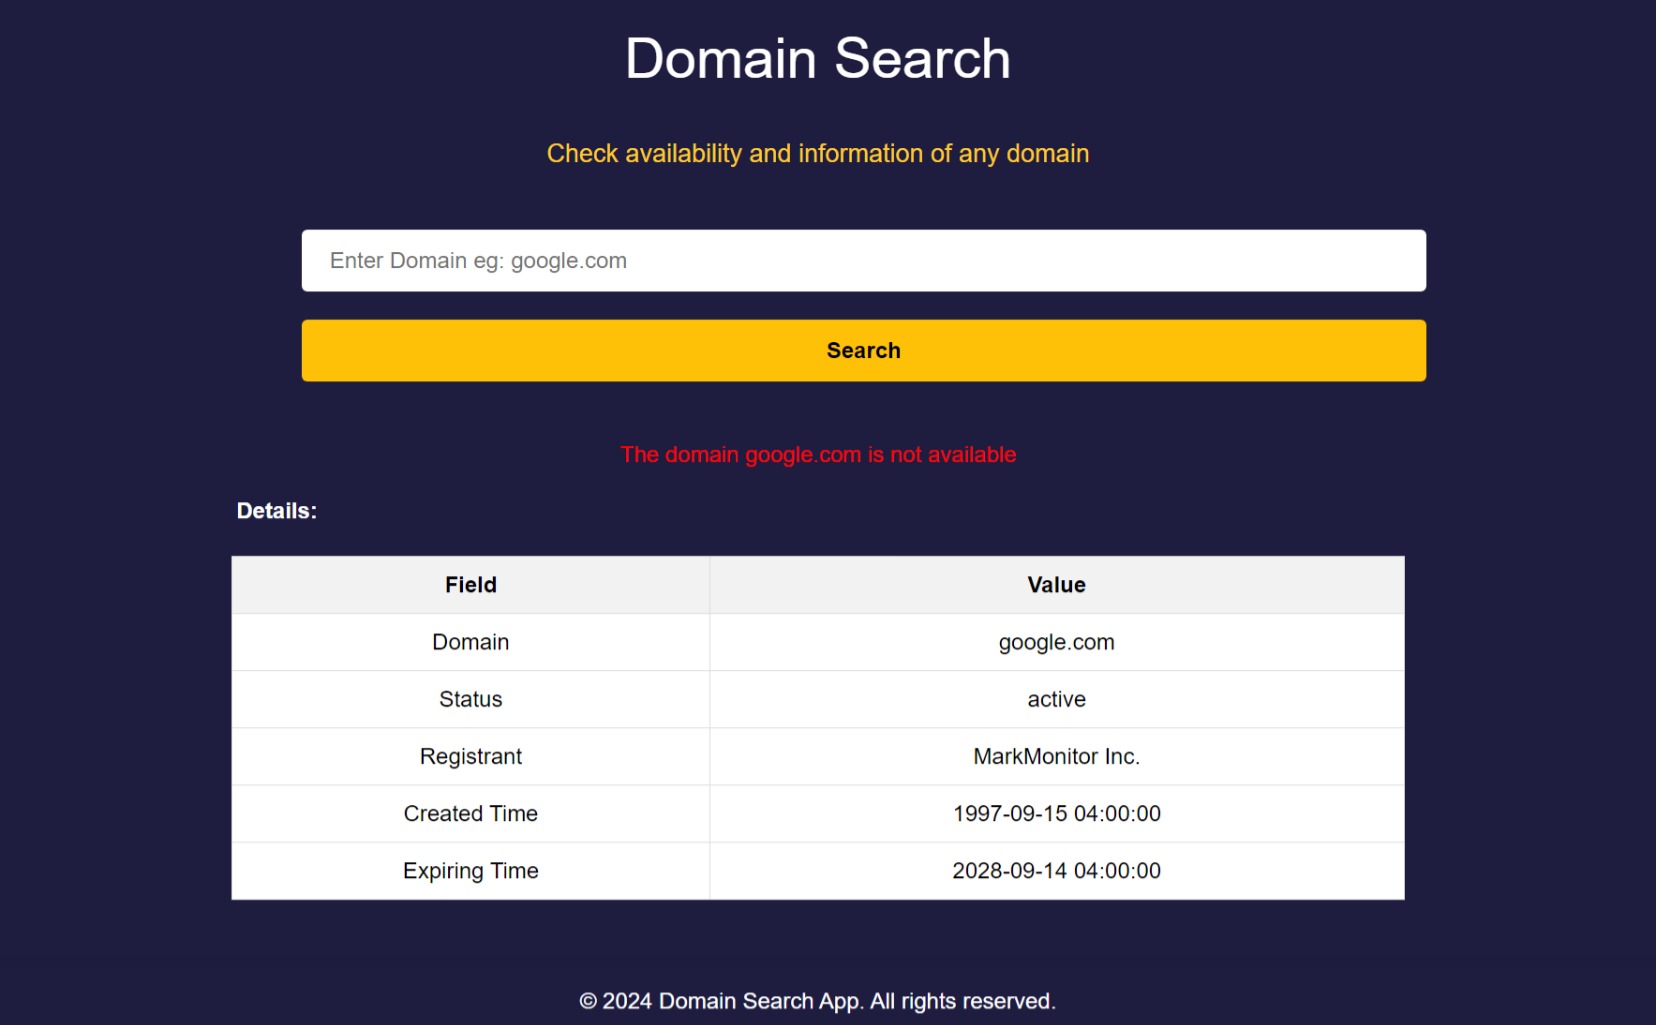 Domain Search
Check availability and information of any domain
Enter Domain eg: google.com
Search
The domain google.com is not available
Details:
Field Value
Domain google.com
Status active
Registrant MarkMonitor Inc.
Created Time 1997-09-15 04:00:00
Expiring Time 2028-09-14 04:00:00
© 2024 Domain Search App. All rights reserved.